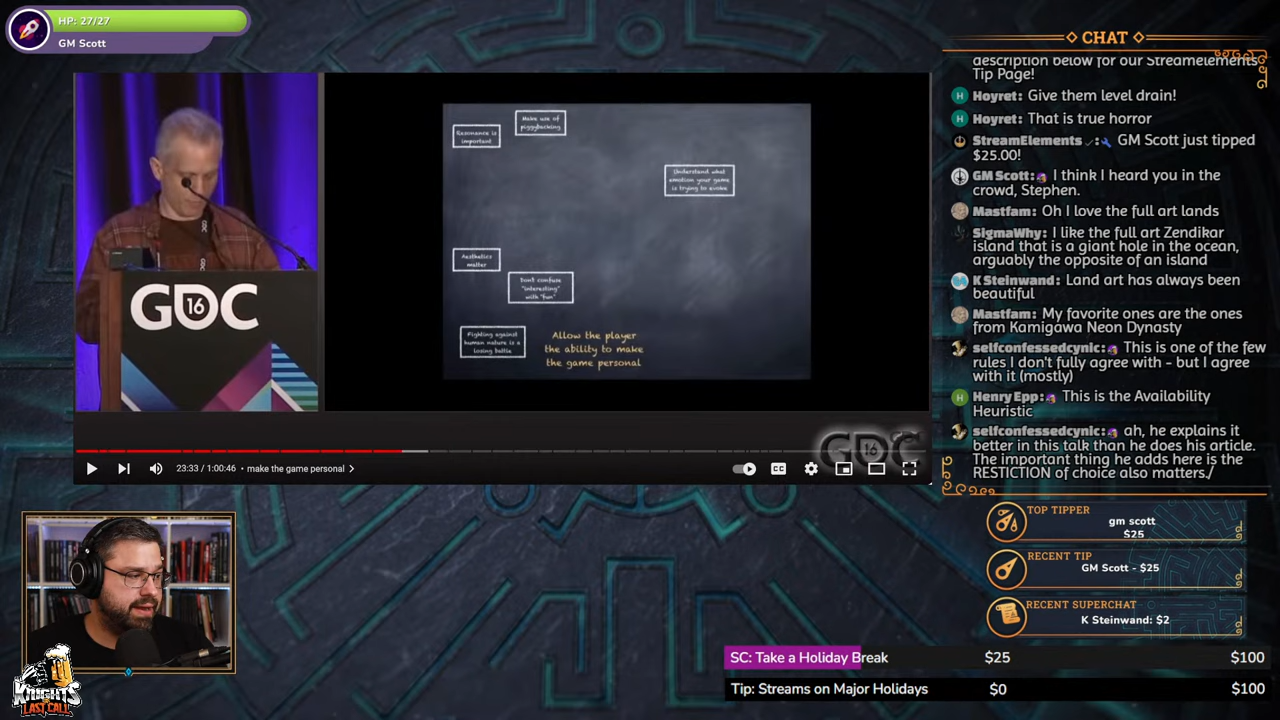 HP: 27/27
GM Scott
Resonance is
important
Make use of
piggybacking
Understand what
emotion your game
is trying to evoke
Aesthetics
matter
Don't confuse
"interesting"
with "fun"
Fighting against
human nature is a
losing battle
Allow the player
the ability to make
the game personal
GDC
16
GDC
23:33 / 1:00:46 • make the game personal
CC
KNIGHTS
OF
LAST CALL
CHAT
description below for our Streamelements
Tip Page!
H Hoyret: Give them level drain!
H Hoyret: That is true horror
StreamElements : GM Scott just tipped
$25.00!
GM Scott: I think I heard you in the
crowd, Stephen.
Mastfam: Oh I love the full art lands
SigmaWhy: I like the full art Zendikar
island that is a giant hole in the ocean,
arguably the opposite of an island
K Steinwand: Land art has always been
beautiful
Mastfam: My favorite ones are the ones
from Kamigawa Neon Dynasty
selfconfessedcynic: This is one of the few
rules I don't fully agree with - but I agree
with it (mostly)
H Henry Epp: This is the Availability
Heuristic
selfconfessedcynic: ah, he explains it
better in this talk than he does his article.
The important thing he adds here is the
RESTICTION of choice also matters./
TOP TIPPER
gm scott
$25
RECENT TIP
GM Scott - $25
RECENT SUPERCHAT
K Steinwand: $2
SC: Take a Holiday Break $25 $100
Tip: Streams on Major Holidays $0 $100